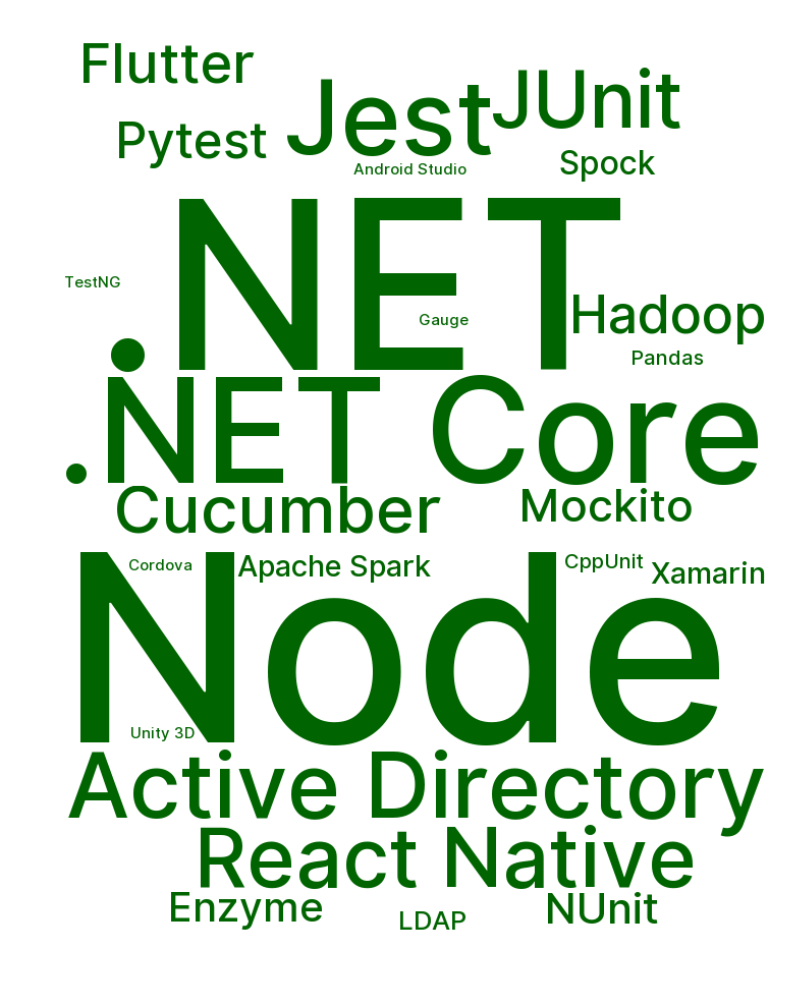 Flutter
Jest
JUnit
Pytest
Android Studio
Spock
.NET
TestNG
Gauge
Hadoop
Pandas
.NET Core
Cucumber
Mockito
Node
Cordova
Apache Spark
CppUnit
Xamarin
Unity 3D
Active Directory
React Native
Enzyme
LDAP
NUnit